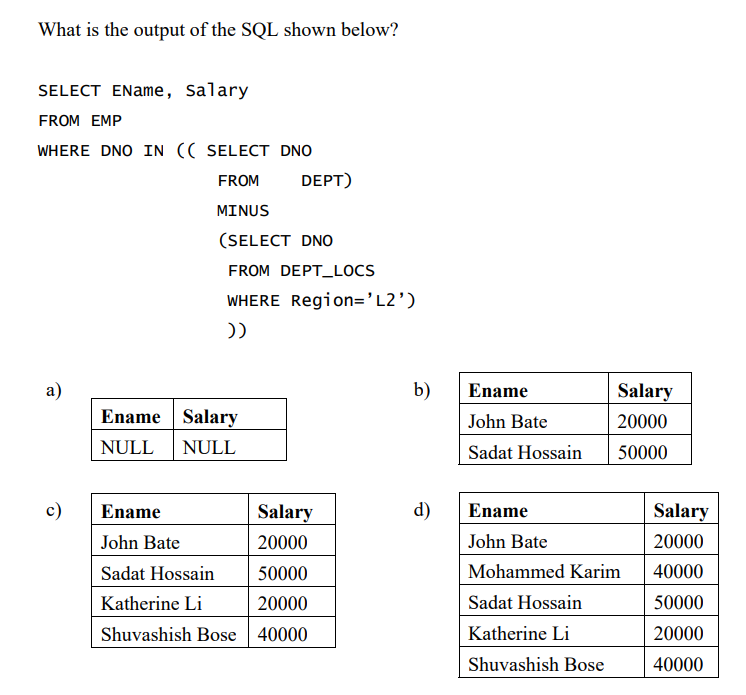 What is the output of the SQL shown below?
SELECT EName, Salary
FROM EMP
WHERE DNO IN (( SELECT DNO
FROM DEPT)
MINUS
(SELECT DNO
FROM DEPT_LOCS
WHERE Region='L2')
))
a)
Ename Salary
NULL NULL
b)
Ename Salary
John Bate 20000
Sadat Hossain 50000
c)
Ename Salary
John Bate 20000
Sadat Hossain 50000
Katherine Li 20000
Shuvashish Bose 40000
d)
Ename Salary
John Bate 20000
Mohammed Karim 40000
Sadat Hossain 50000
Katherine Li 20000
Shuvashish Bose 40000